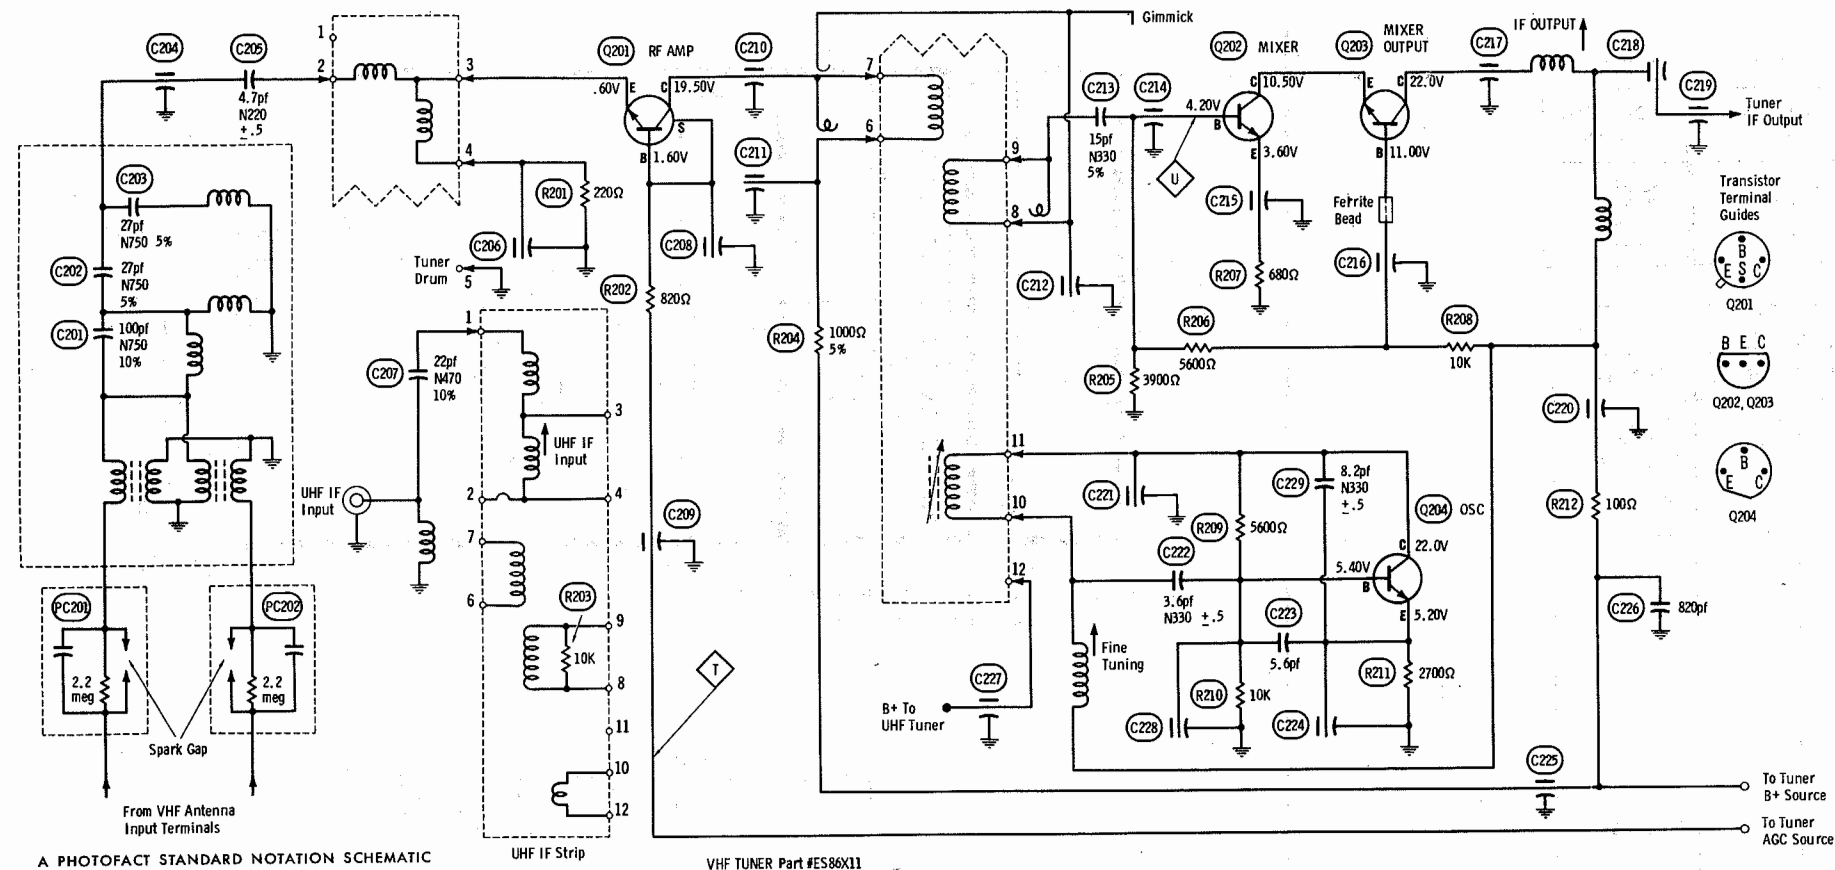 C204
C205
4.7pf
N220
± .5
1
2
3
4
Q201
RF AMP
.60V
E
C
19.50V
S
B
1.60V
C210
C211
7
6
Gimmick
C213
15pf
N330
5%
C214
4.20V
B
U
Q202
MIXER
C
10.50V
E
3.60V
Q203
MIXER
OUTPUT
E
C
22.0V
B
11.00V
C217
IF OUTPUT
C218
C219
Tuner
IF Output
C203
27pf
N750 5%
C202
27pf
N750
5%
C201
100pf
N750
10%
R201
220Ω
C206
Tuner
Drum
5
C208
R202
820Ω
9
8
C212
C215
R207
680Ω
Ferrite
Bead
C216
Transistor
Terminal
Guides
B
E S C
Q201
B E C
Q202, Q203
B
E C
Q204
R204
1000Ω
5%
R206
5600Ω
R208
10K
R205
3900Ω
C220
R212
100Ω
C226
820pf
C207
22pf
N470
10%
1
3
UHF IF
Input
2
4
UHF IF
Input
7
6
R203
9
10K
8
11
10
12
UHF IF Strip
C209
T
11
10
12
C221
R209
5600Ω
C229
8.2pf
N330
± .5
Q204 OSC
C
22.0V
5.40V
B
E
5.20V
C222
3.6pf
N330 ± .5
C223
5.6pf
R211
2700Ω
R210
10K
C228
C224
Fine
Tuning
C227
B+ To
UHF Tuner
C225
To Tuner
B+ Source
To Tuner
AGC Source
PC201
PC202
2.2
meg
2.2
meg
Spark Gap
From VHF Antenna
Input Terminals
A PHOTOFACT STANDARD NOTATION SCHEMATIC
VHF TUNER Part #ES86X11